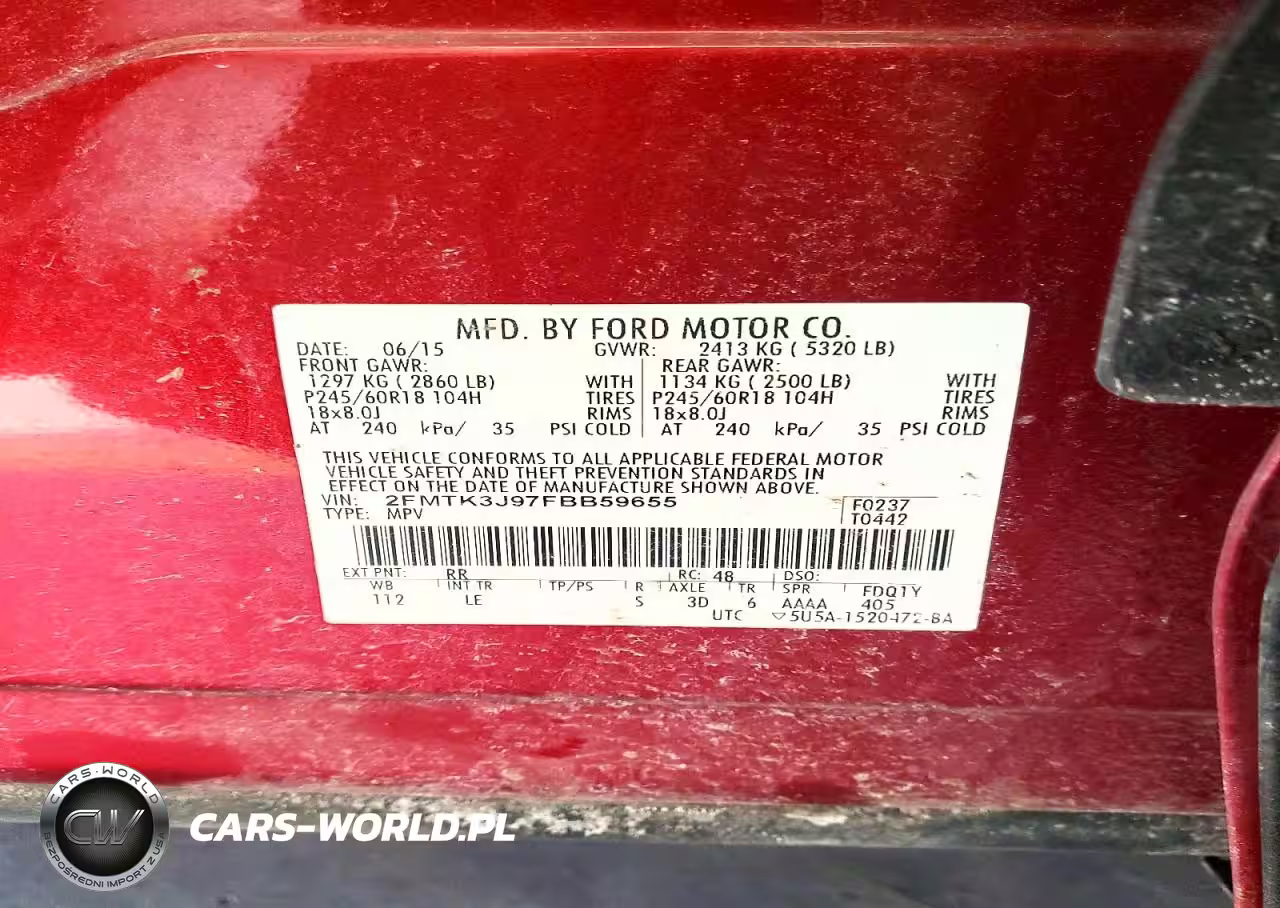 MFD. BY FORD MOTOR CO.
DATE: 06/15 GVWR: 2413 KG ( 5320 LB)
FRONT GAWR: REAR GAWR:
1297 KG ( 2860 LB) WITH 1134 KG ( 2500 LB) WITH
P245/60R18 104H TIRES P245/60R18 104H TIRES
18x8.0J RIMS 18x8.0J RIMS
AT 240 kPa/ 35 PSI COLD AT 240 kPa/ 35 PSI COLD
THIS VEHICLE CONFORMS TO ALL APPLICABLE FEDERAL MOTOR
VEHICLE SAFETY AND THEFT PREVENTION STANDARDS IN
EFFECT ON THE DATE OF MANUFACTURE SHOWN ABOVE.
VIN: 2FMTK3J97FBB59655 F0237
TYPE: MPV T0442
EXT PNT: RR RC: 48 DSO:
WB INT TR TP/PS R AXLE TR SPR FDQ1Y
112 LE S 3D 6 AAAA 405
UTC ▽5U5A-1520472-BA
CARS-WORLD
CW
BEZPOŚREDNI IMPORT Z USA
CARS-WORLD.PL